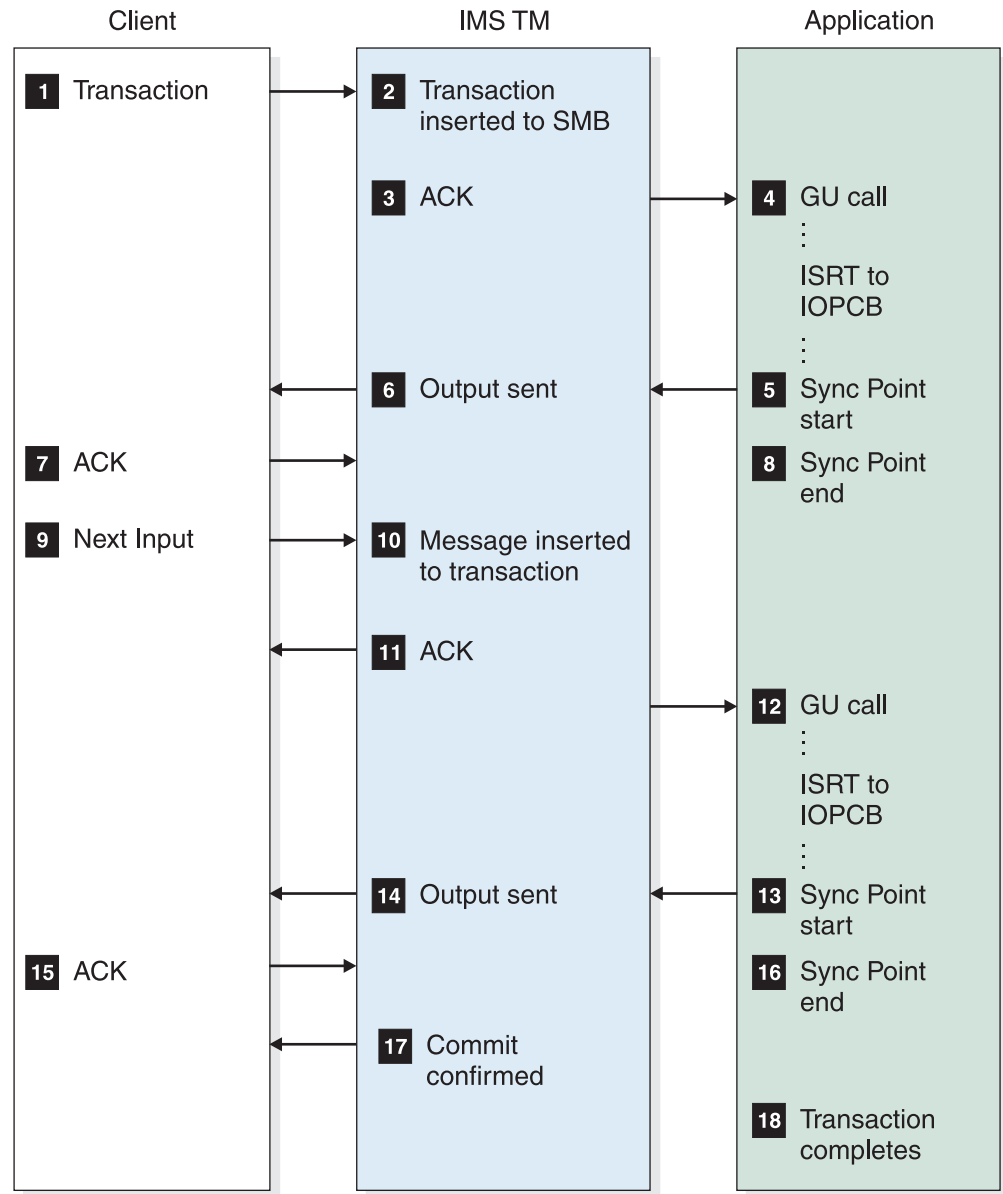 Client
IMS TM
Application
1 Transaction
2 Transaction
inserted to SMB
3 ACK
4 GU call
ISRT to
IOPCB
6 Output sent
5 Sync Point
start
7 ACK
8 Sync Point
end
9 Next Input
10 Message inserted
to transaction
11 ACK
12 GU call
ISRT to
IOPCB
14 Output sent
13 Sync Point
start
15 ACK
16 Sync Point
end
17 Commit
confirmed
18 Transaction
completes